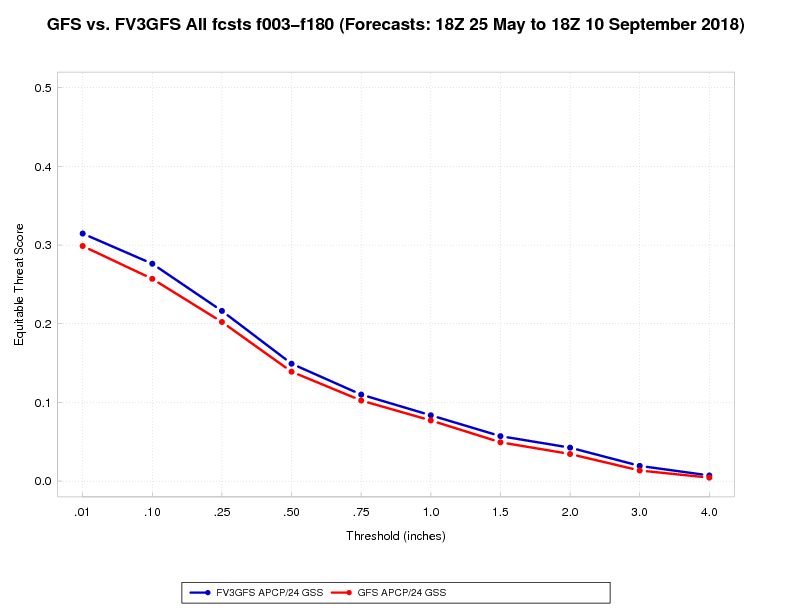 GFS vs. FV3GFS All fcsts f003−f180 (Forecasts: 18Z 25 May to 18Z 10 September 2018)
0.5
0.4
0.3
0.2
0.1
0.0
Equitable Threat Score
.01 .10 .25 .50 .75 1.0 1.5 2.0 3.0 4.0
Threshold (inches)
FV3GFS APCP/24 GSS GFS APCP/24 GSS